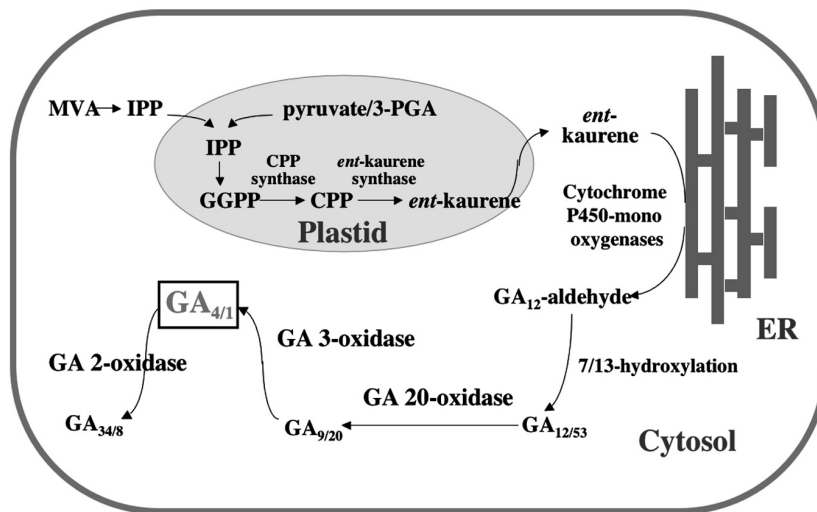 MVA → IPP
pyruvate/3-PGA
IPP
CPP
synthase
ent-kaurene
synthase
GGPP → CPP → ent-kaurene
Plastid
ent-
kaurene
Cytochrome
P450-mono
oxygenases
ER
GA12-aldehyde
7/13-hydroxylation
GA12/53
GA 20-oxidase
GA9/20
GA 3-oxidase
GA4/1
GA 2-oxidase
GA34/8
Cytosol